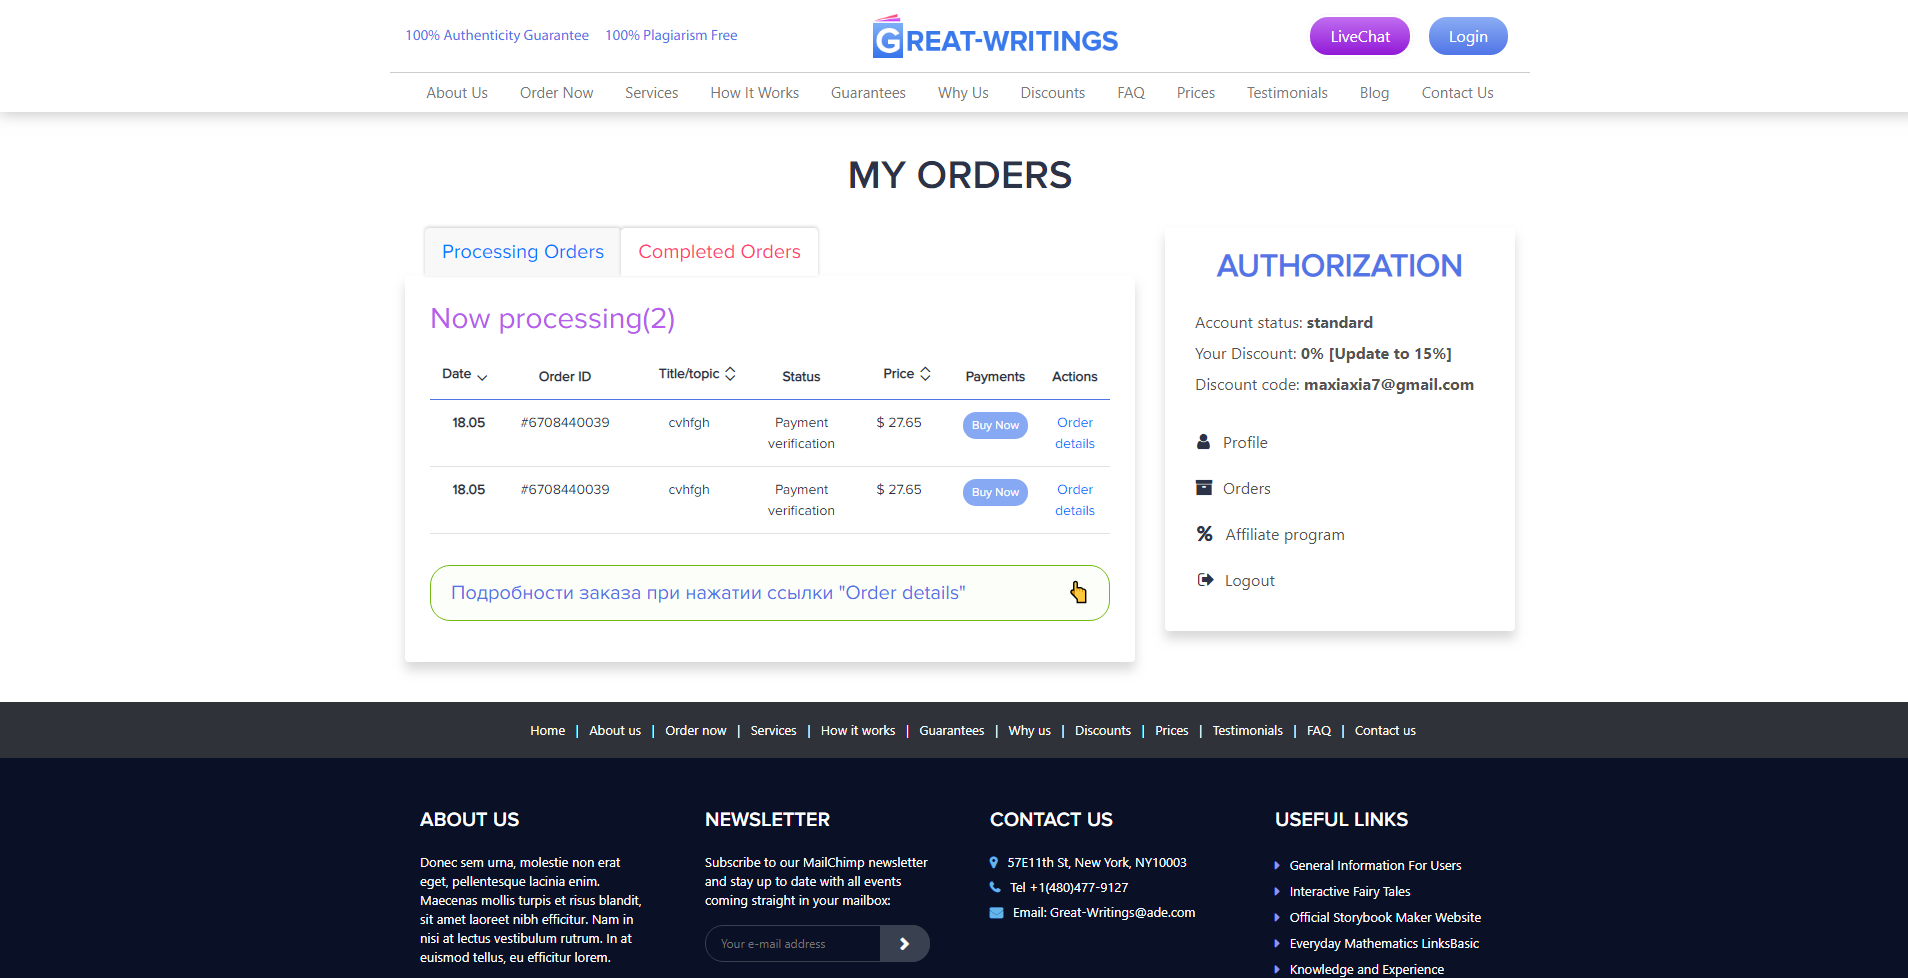 100% Authenticity Guarantee 100% Plagiarism Free
GREAT-WRITINGS
LiveChat Login
About Us Order Now Services How It Works Guarantees Why Us Discounts FAQ Prices Testimonials Blog Contact Us
MY ORDERS
Processing Orders Completed Orders
Now processing(2)
Date Order ID Title/topic Status Price Payments Actions
18.05 #6708440039 cvhfgh Payment verification $ 27.65 Buy Now Order details
18.05 #6708440039 cvhfgh Payment verification $ 27.65 Buy Now Order details
Подробности заказа при нажатии ссылки "Order details"
AUTHORIZATION
Account status: standard
Your Discount: 0% [Update to 15%]
Discount code: maxiaxia7@gmail.com
Profile
Orders
Affiliate program
Logout
Home | About us | Order now | Services | How it works | Guarantees | Why us | Discounts | Prices | Testimonials | FAQ | Contact us
ABOUT US
Donec sem urna, molestie non erat
eget, pellentesque lacinia enim.
Maecenas mollis turpis et risus blandit,
sit amet laoreet nibh efficitur. Nam in
nisi at lectus vestibulum rutrum. In at
euismod tellus, eu efficitur lorem.
NEWSLETTER
Subscribe to our MailChimp newsletter
and stay up to date with all events
coming straight in your mailbox:
Your e-mail address
CONTACT US
57E11th St, New York, NY10003
Tel +1(480)477-9127
Email: Great-Writings@ade.com
USEFUL LINKS
General Information For Users
Interactive Fairy Tales
Official Storybook Maker Website
Everyday Mathematics LinksBasic
Knowledge and Experience